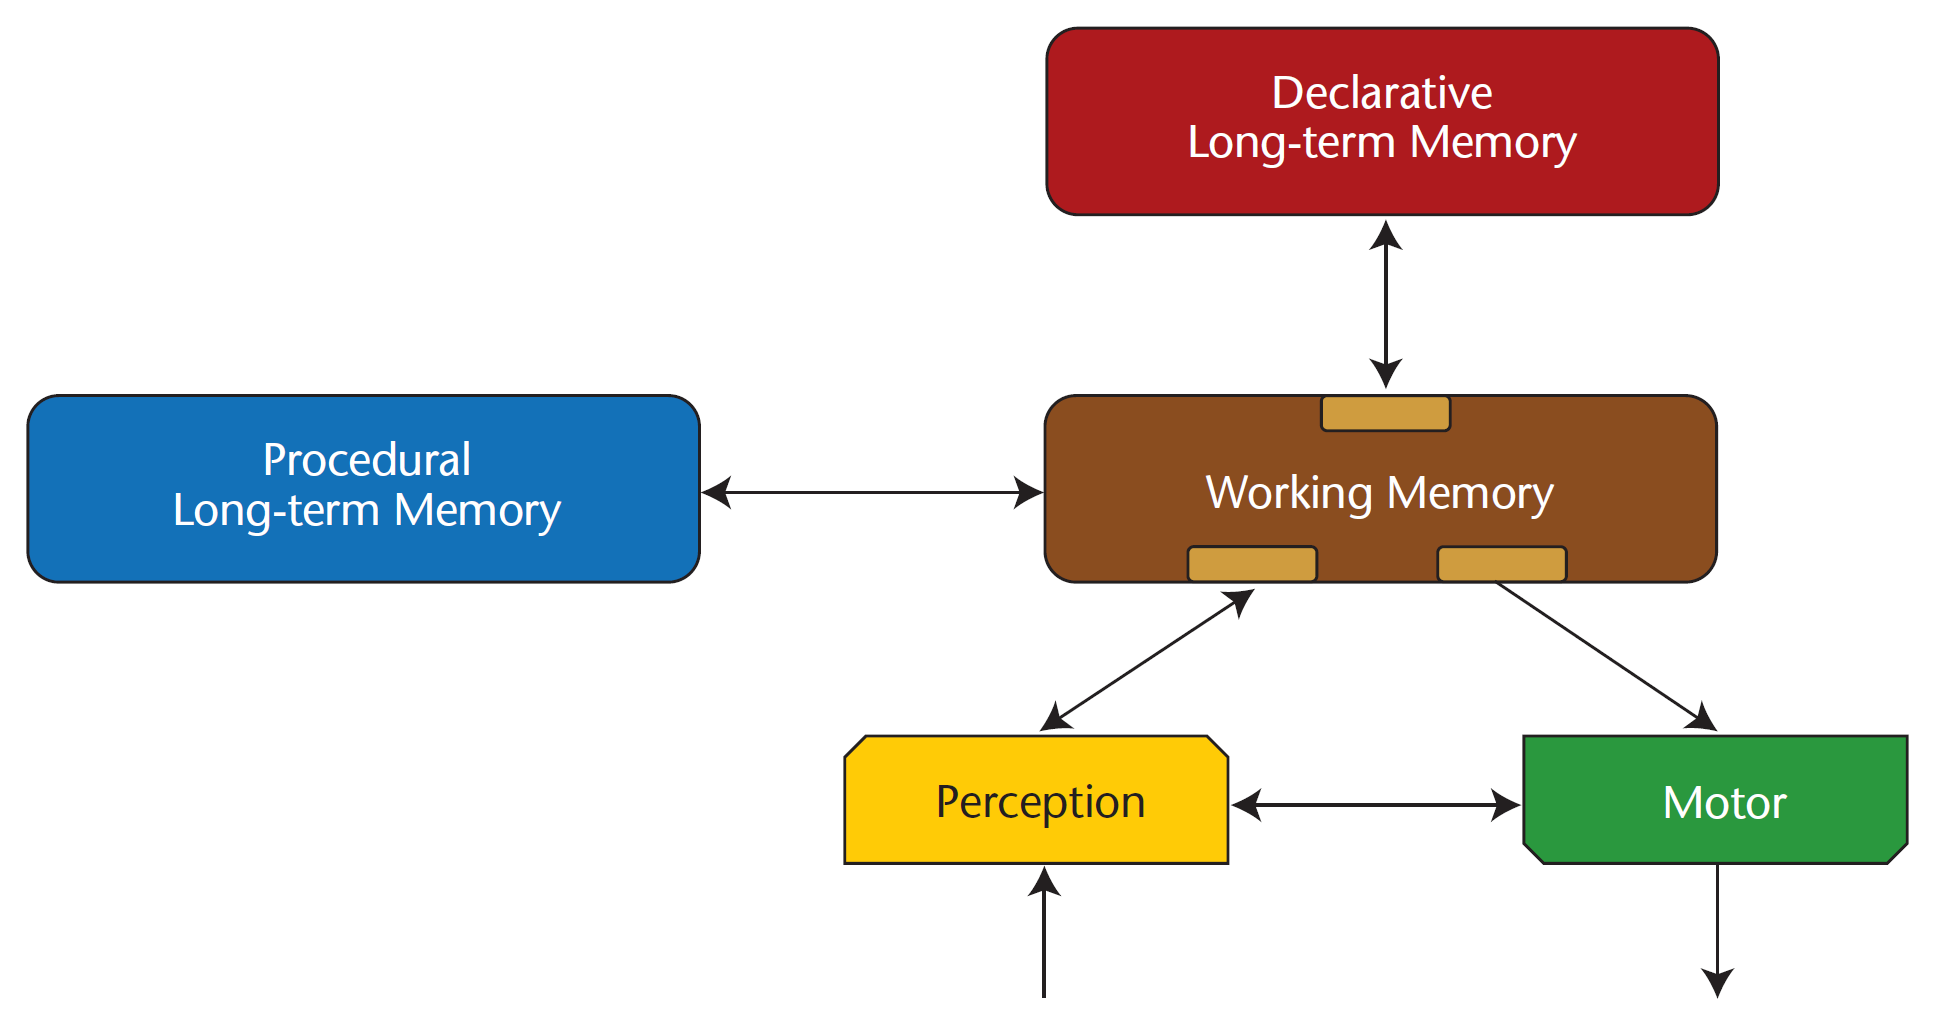 Declarative
Long-term Memory
Procedural
Long-term Memory
Working Memory
Perception
Motor